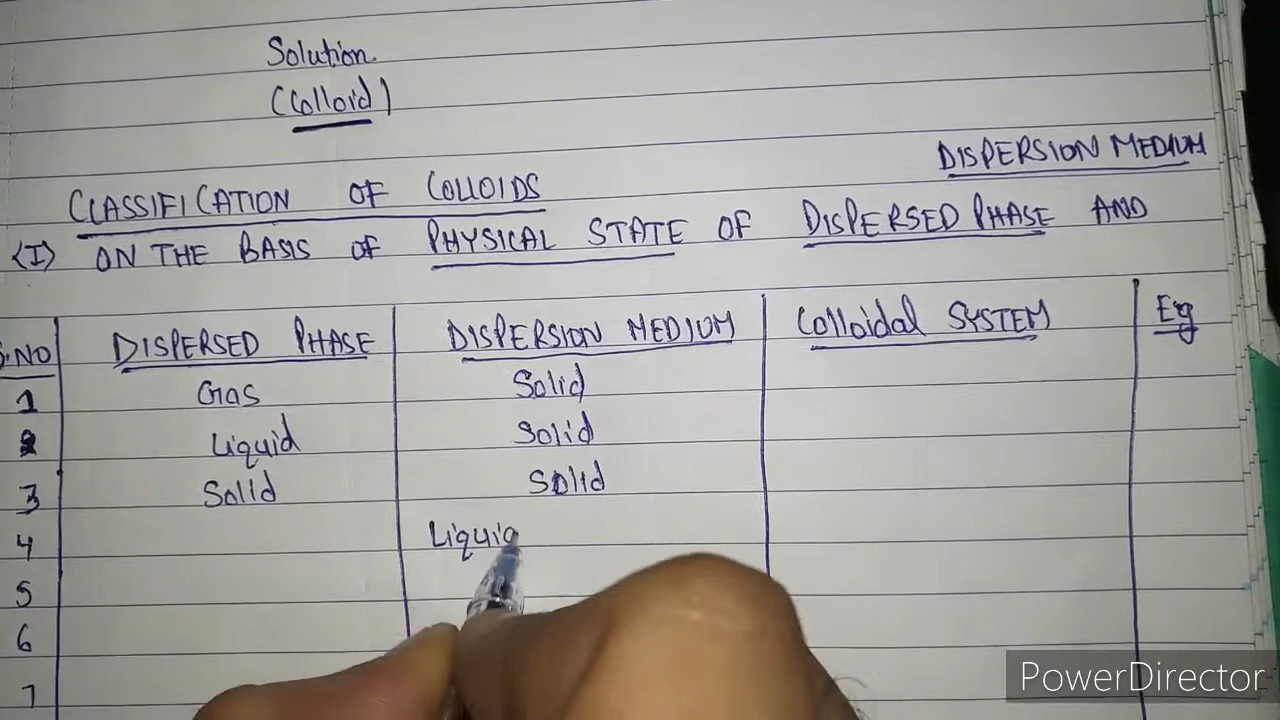 Solution
(Colloid)
DISPERSION MEDIUM
CLASSIFICATION OF COLLOIDS
(I) ON THE BASIS OF PHYSICAL STATE OF DISPERSED PHASE AND
S.NO DISPERSED PHASE DISPERSION MEDIUM Colloidal SYSTEM Eg
1 Gas Solid
2 Liquid Solid
3 Solid Solid
4 Liquid
5
6
7
PowerDirector